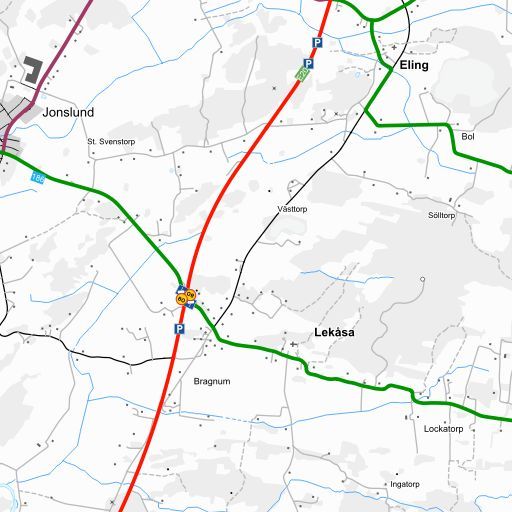 P
P
Eling
Jonslund
St. Svenstorp
Bol
186
Västtorp
Sölltorp
P
Lekåsa
Bragnum
Lockatorp
Ingatorp